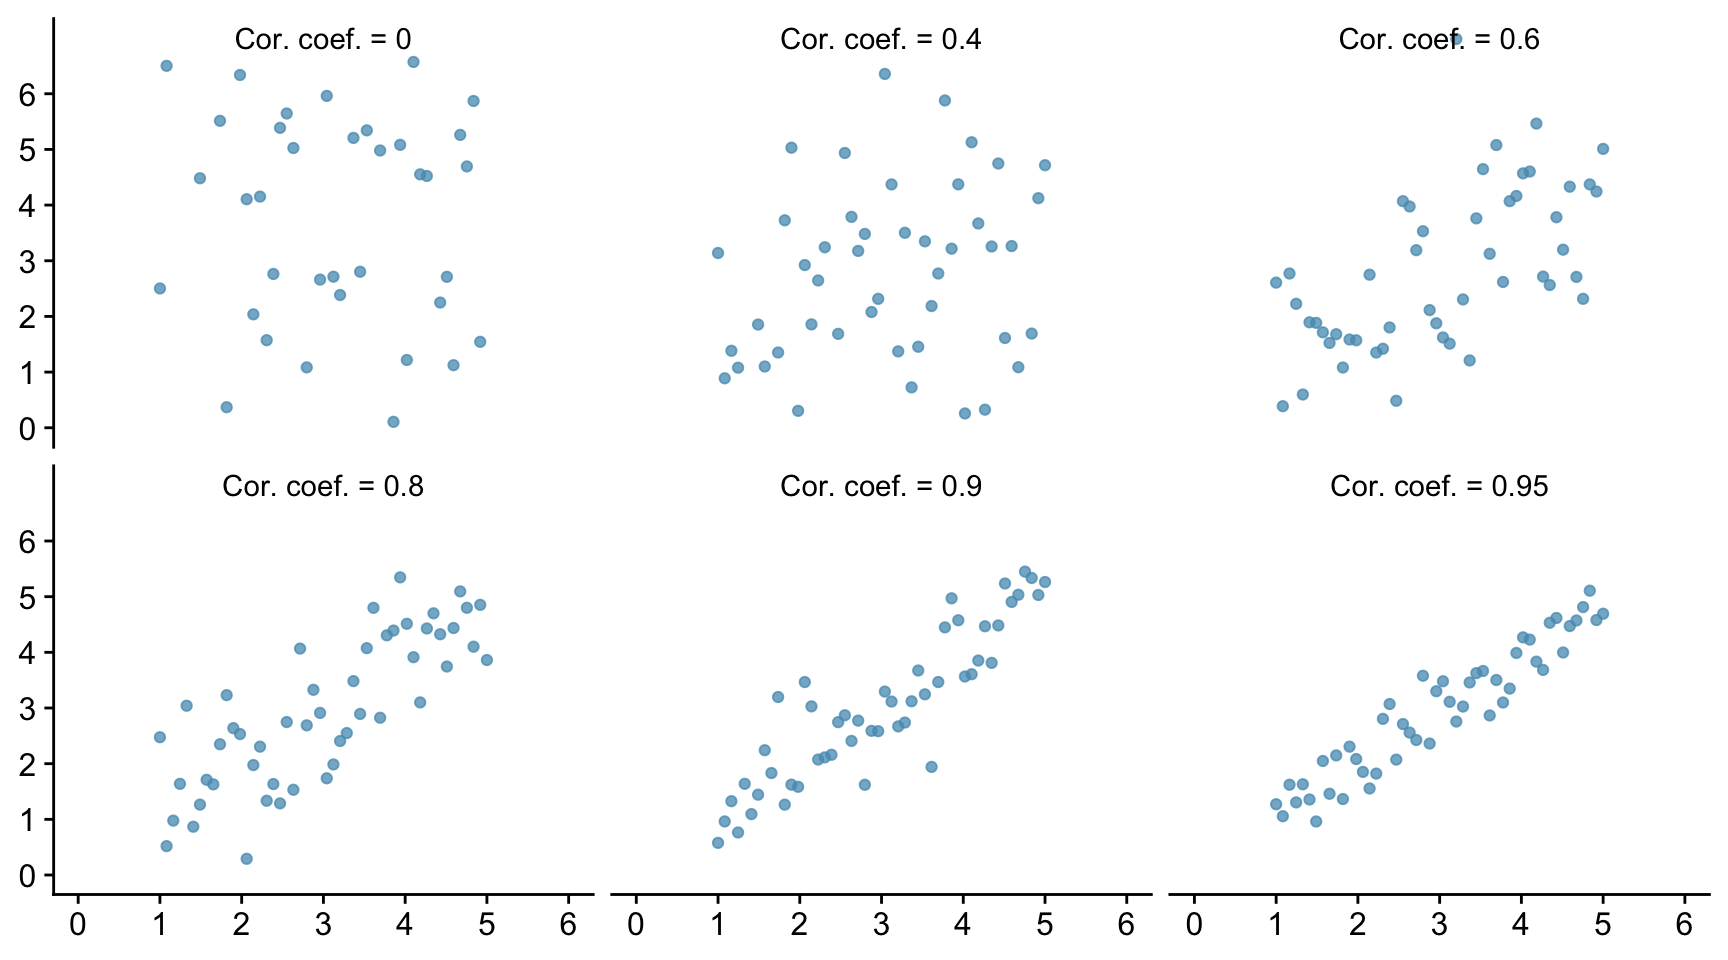 Cor. coef. = 0
Cor. coef. = 0.4
Cor. coef. = 0.6
6
5
4
3
2
1
0
Cor. coef. = 0.8
Cor. coef. = 0.9
Cor. coef. = 0.95
6
5
4
3
2
1
0
0 1 2 3 4 5 6
0 1 2 3 4 5 6
0 1 2 3 4 5 6